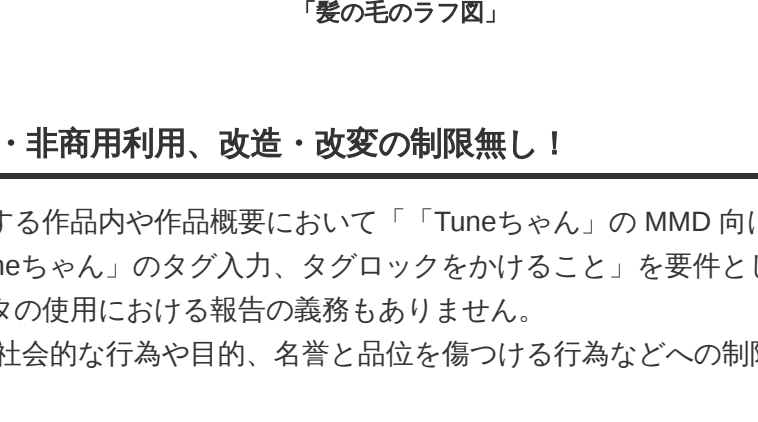 「髪の毛のラフ図」
・非商用利用、改造・改変の制限無し！
する作品内や作品概要において「「Tuneちゃん」の MMD 向け
neちゃん」のタグ入力、タグロックをかけること」を要件とし
タの使用における報告の義務もありません。
社会的な行為や目的、名誉と品位を傷つける行為などへの制限